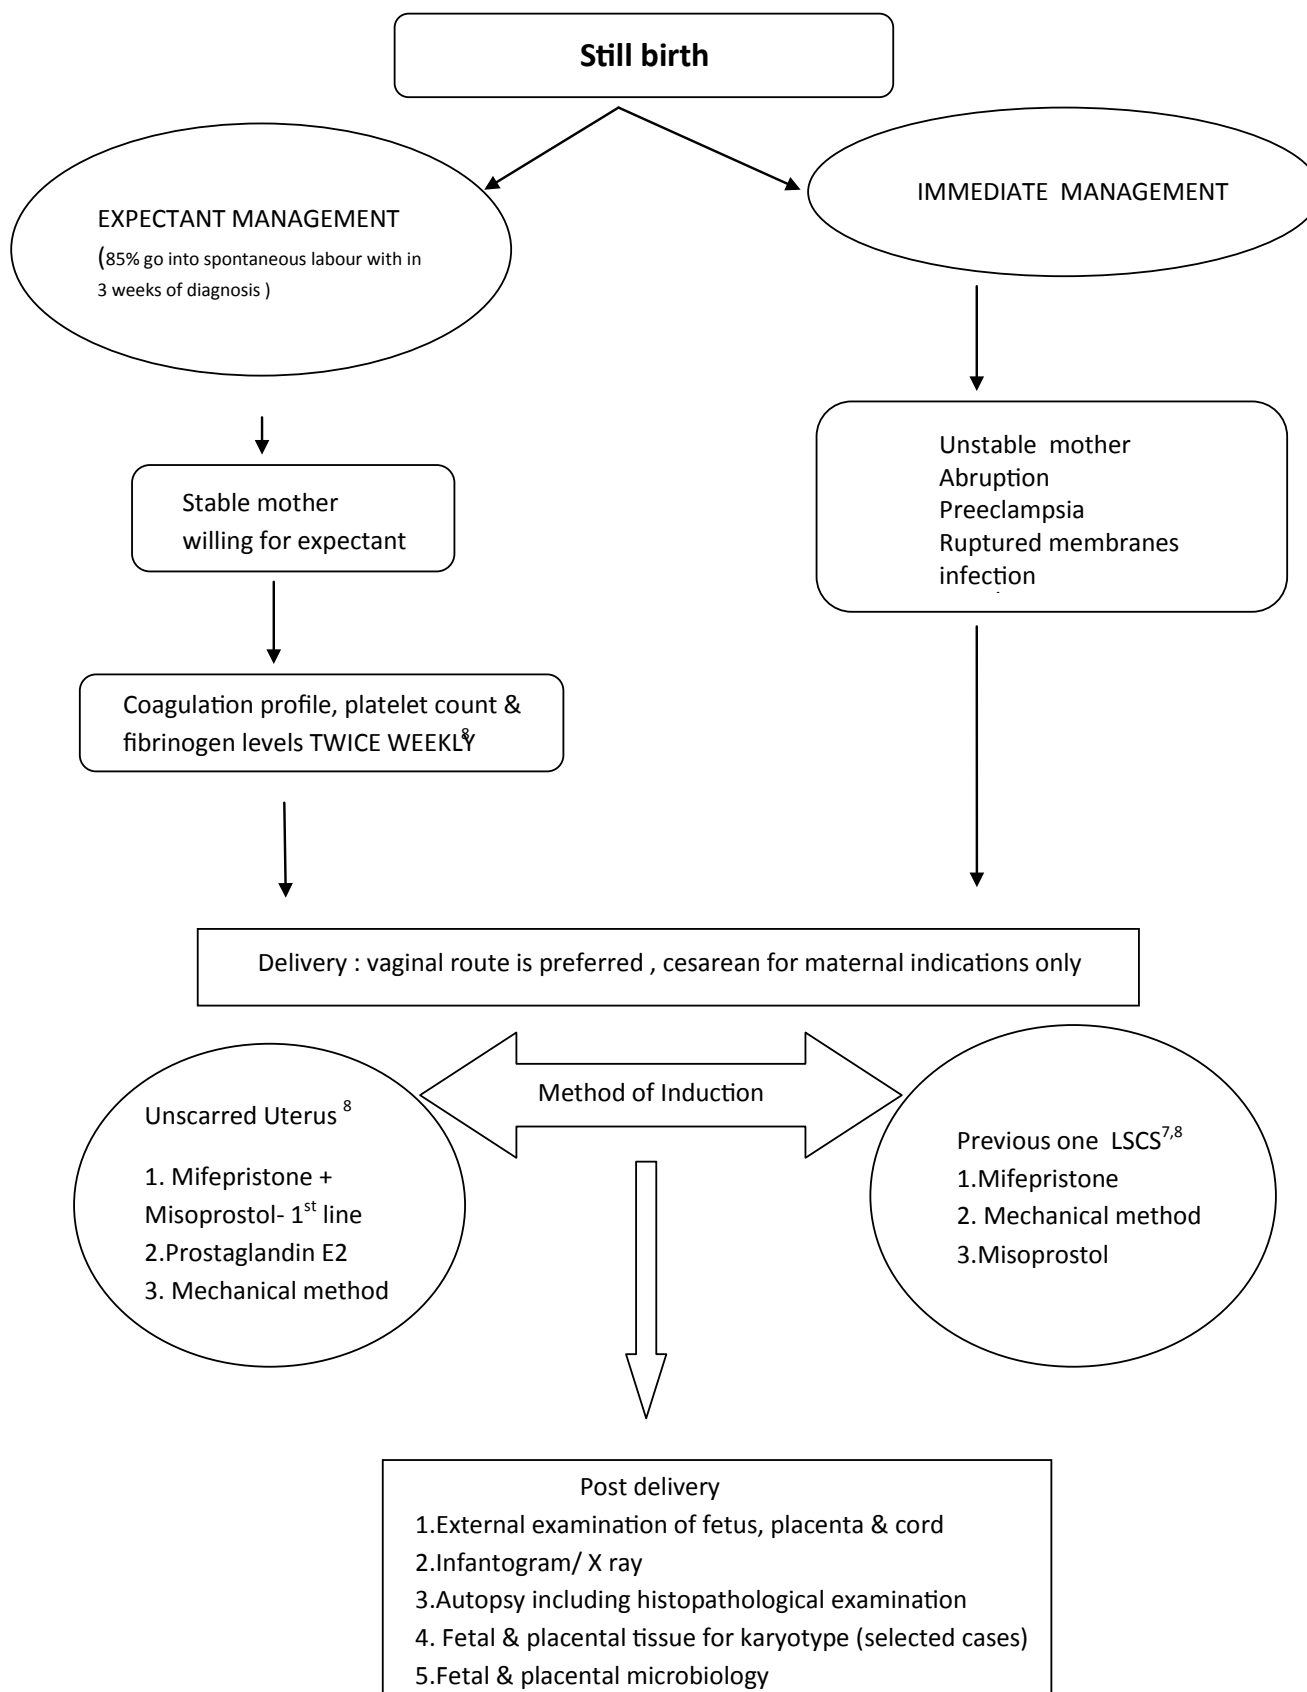 Still birth
EXPECTANT MANAGEMENT
(85% go into spontaneous labour with in
3 weeks of diagnosis )
IMMEDIATE  MANAGEMENT
Stable mother
willing for expectant
Unstable  mother
Abruption
Preeclampsia
Ruptured membranes
infection
Coagulation profile, platelet count &
fibrinogen levels TWICE WEEKLY8
Delivery : vaginal route is preferred , cesarean for maternal indications only
Method of Induction
Unscarred Uterus 8
1. Mifepristone +
Misoprostol- 1st line
2.Prostaglandin E2
3. Mechanical method
Previous one  LSCS7,8
1.Mifepristone
2. Mechanical method
3.Misoprostol
Post delivery
1.External examination of fetus, placenta & cord
2.Infantogram/ X ray
3.Autopsy including histopathological examination
4. Fetal & placental tissue for karyotype (selected cases)
5.Fetal & placental microbiology